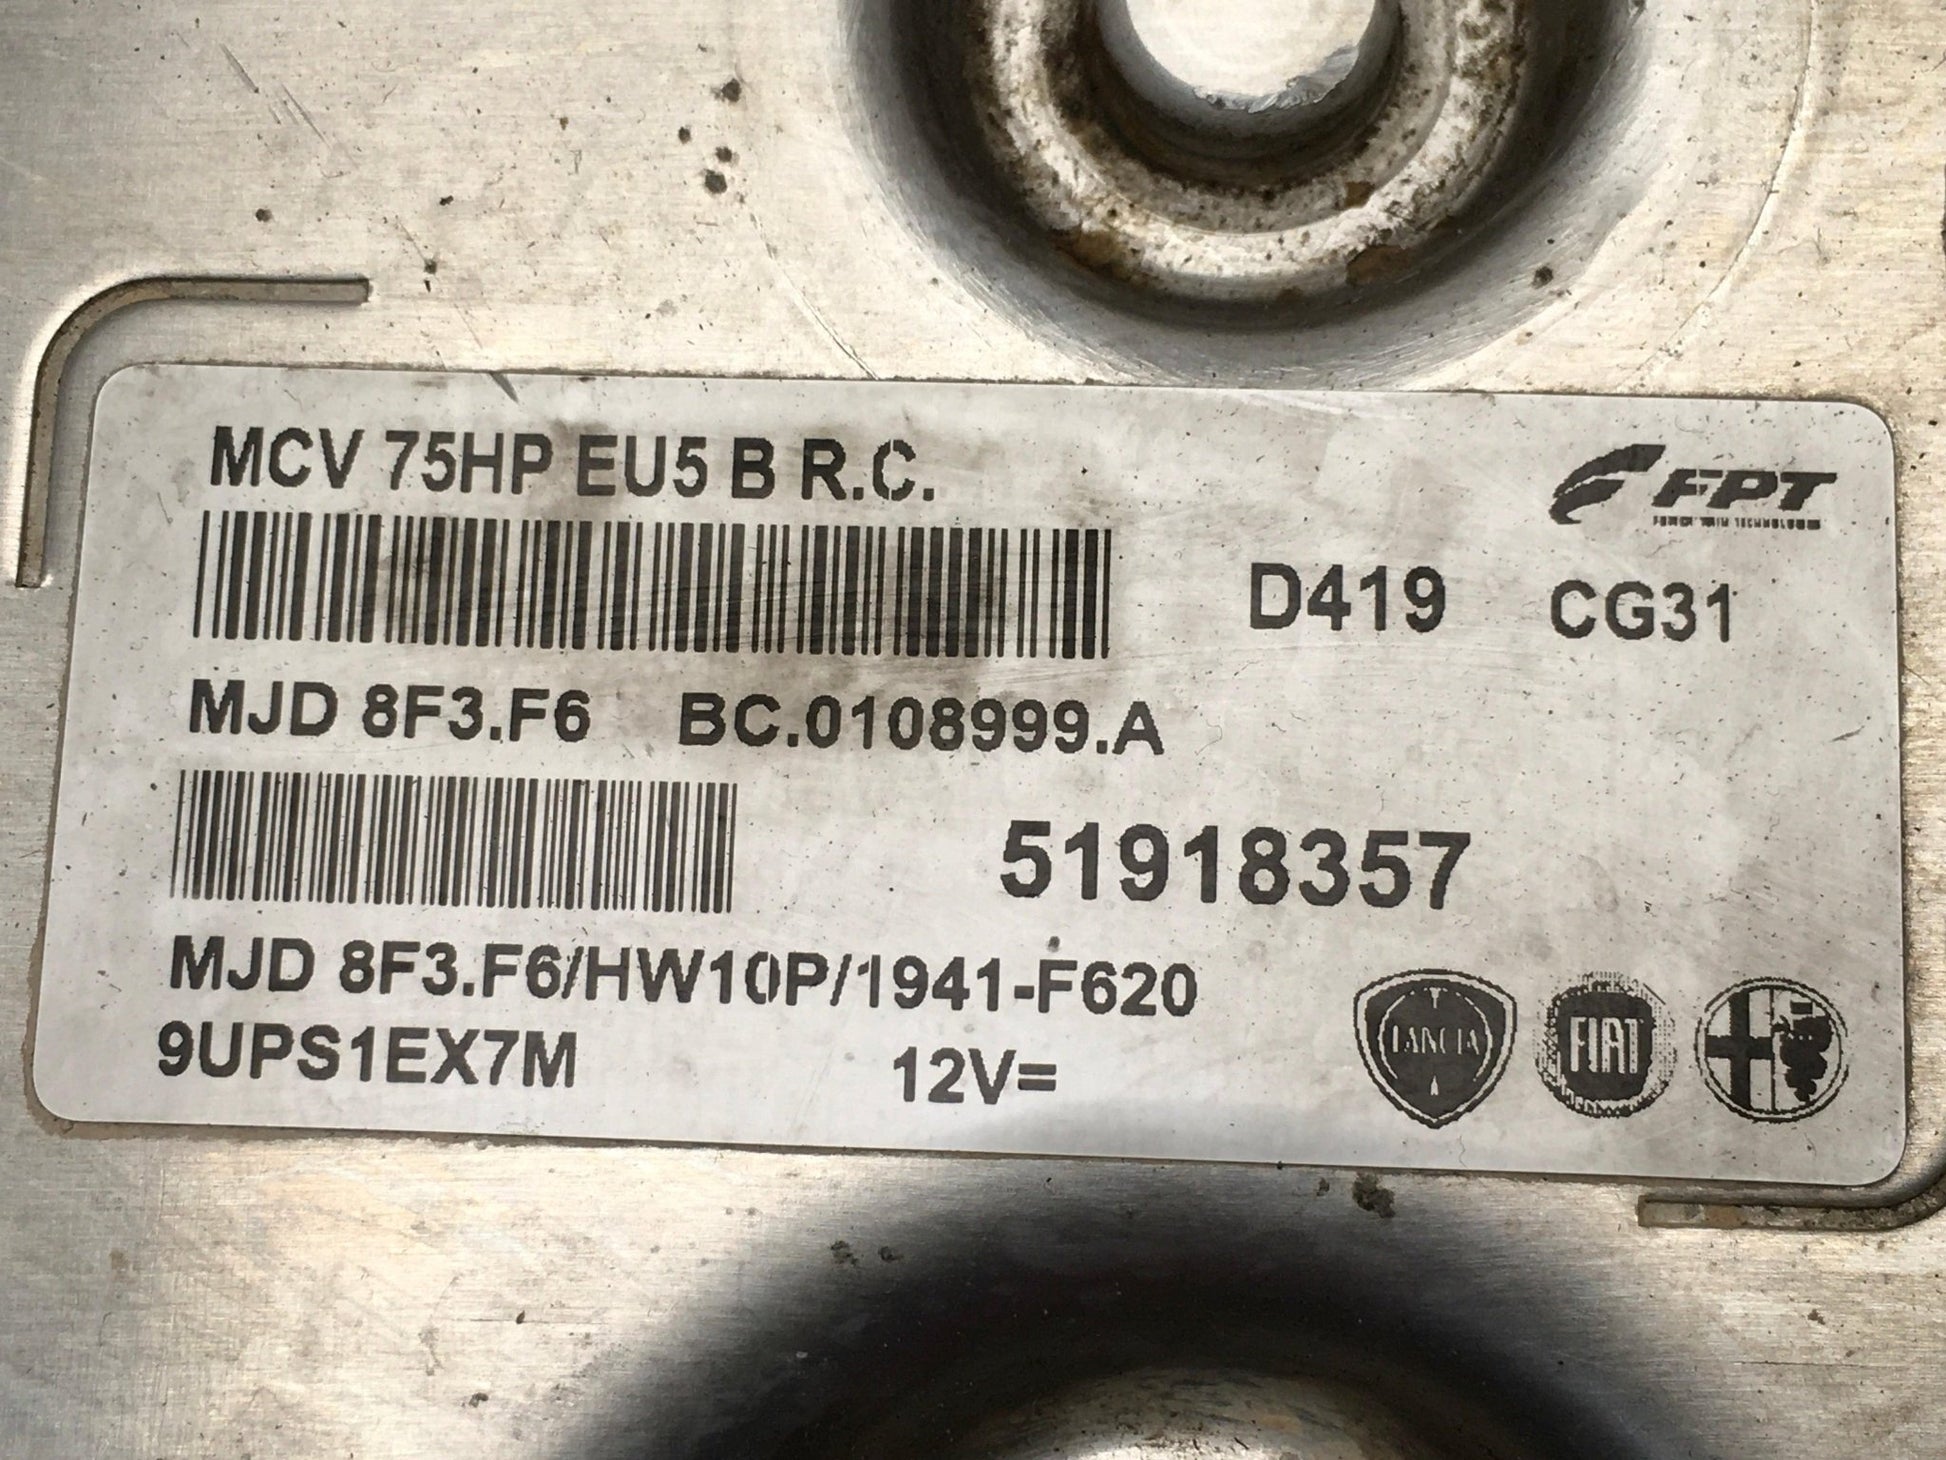 MCV 75HP EU5 B R.C.
FPT
D419 CG31
MJD 8F3.F6 BC.0108999.A
51918357
MJD 8F3.F6/HW10P/1941-F620
9UPS1EX7M 12V=
LANCIA
FIAT